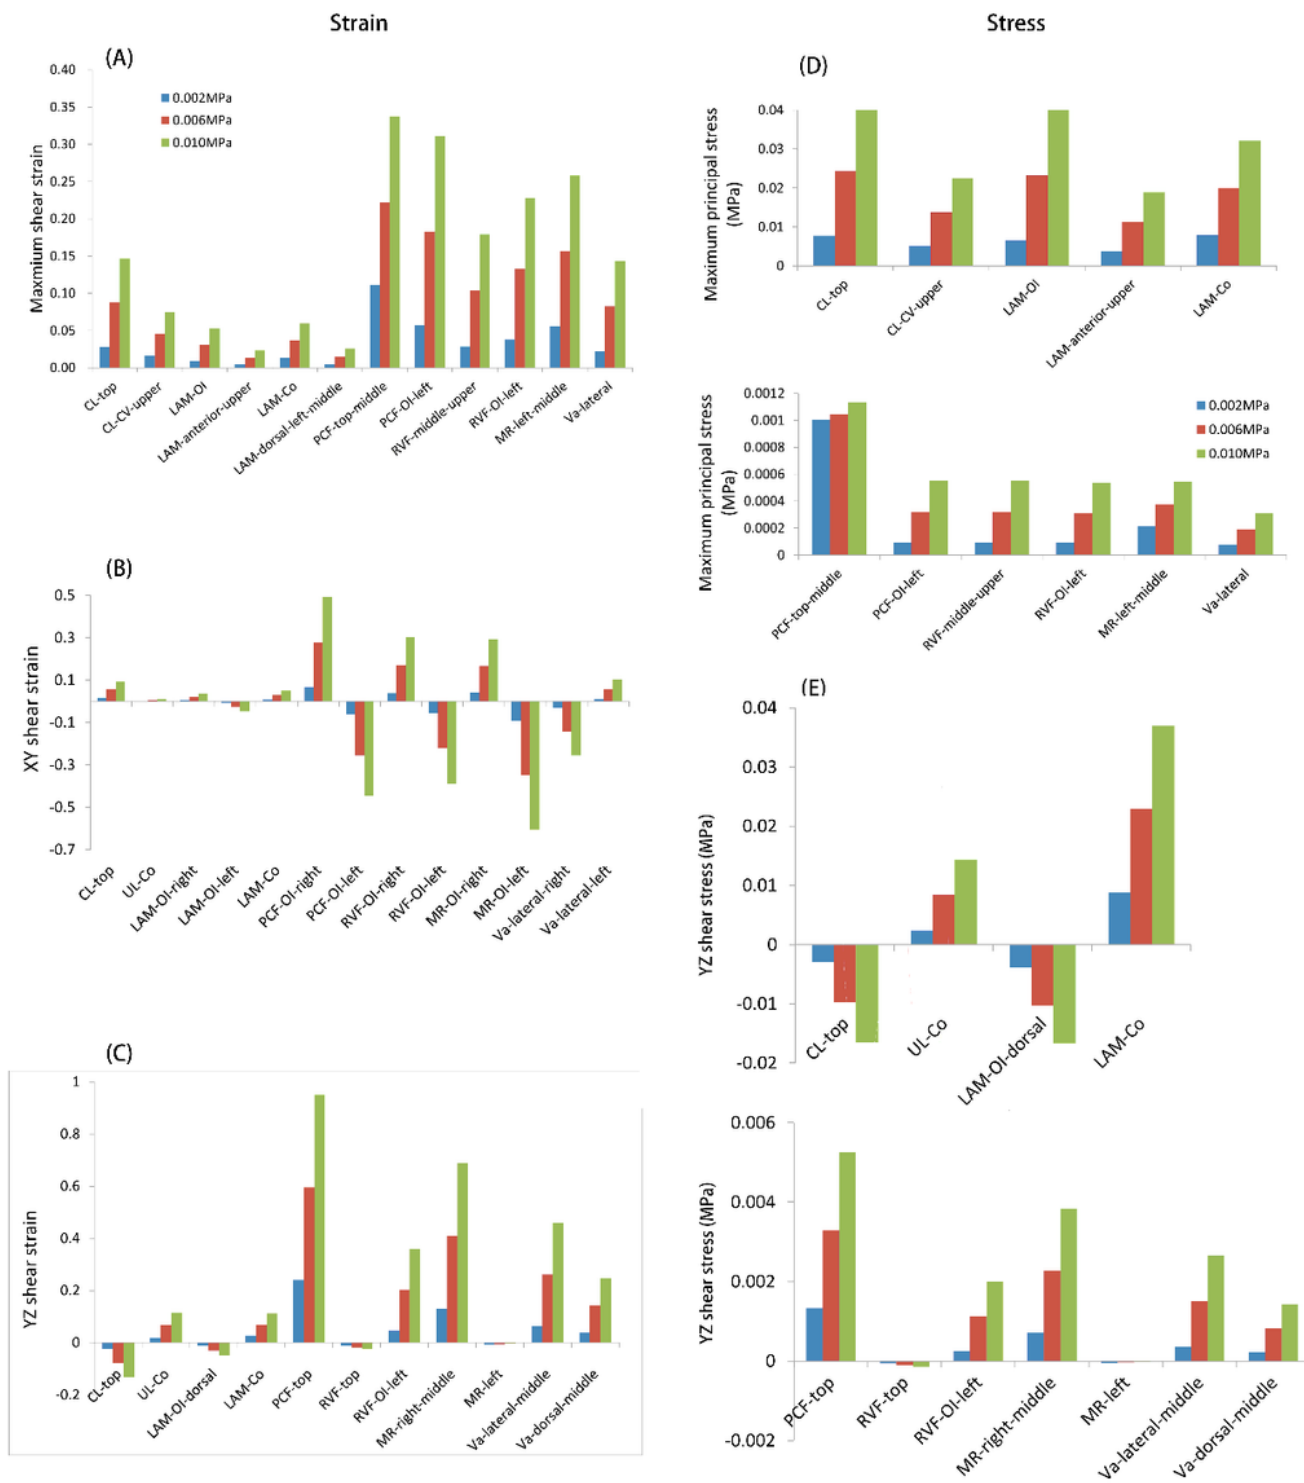 Strain
Stress
(A)
Maxmium shear strain
0.40
0.35
0.30
0.25
0.20
0.15
0.10
0.05
0.00
0.002MPa
0.006MPa
0.010MPa
CL-top
CL-CV-upper
LAM-OI
LAM-anterior-upper
LAM-Co
LAM-dorsal-left-middle
PCF-top-middle
PCF-OI-left
RVF-middle-upper
RVF-OI-left
MR-left-middle
Va-lateral
(D)
Maximum principal stress
(MPa)
0.04
0.03
0.02
0.01
0
CL-top
CL-CV-upper
LAM-OI
LAM-anterior-upper
LAM-Co
Maximum principal stress
(MPa)
0.0012
0.001
0.0008
0.0006
0.0004
0.0002
0
0.002MPa
0.006MPa
0.010MPa
PCF-top-middle
PCF-OI-left
RVF-middle-upper
RVF-OI-left
MR-left-middle
Va-lateral
(B)
XY shear strain
0.5
0.3
0.1
-0.1
-0.3
-0.5
-0.7
CL-top
UL-Co
LAM-OI-right
LAM-OI-left
LAM-Co
PCF-OI-right
PCF-OI-left
RVF-OI-right
RVF-OI-left
MR-OI-right
MR-OI-left
Va-lateral-right
Va-lateral-left
(E)
YZ shear stress (MPa)
0.04
0.03
0.02
0.01
0
-0.01
-0.02
CL-top
UL-Co
LAM-OI-dorsal
LAM-Co
(C)
YZ shear strain
1
0.8
0.6
0.4
0.2
0
-0.2
CL-top
UL-Co
LAM-OI-dorsal
LAM-Co
PCF-top
RVF-top
RVF-OI-left
MR-right-middle
MR-left
Va-lateral-middle
Va-dorsal-middle
YZ shear stress (MPa)
0.006
0.004
0.002
0
-0.002
PCF-top
RVF-top
RVF-OI-left
MR-right-middle
MR-left
Va-lateral-middle
Va-dorsal-middle